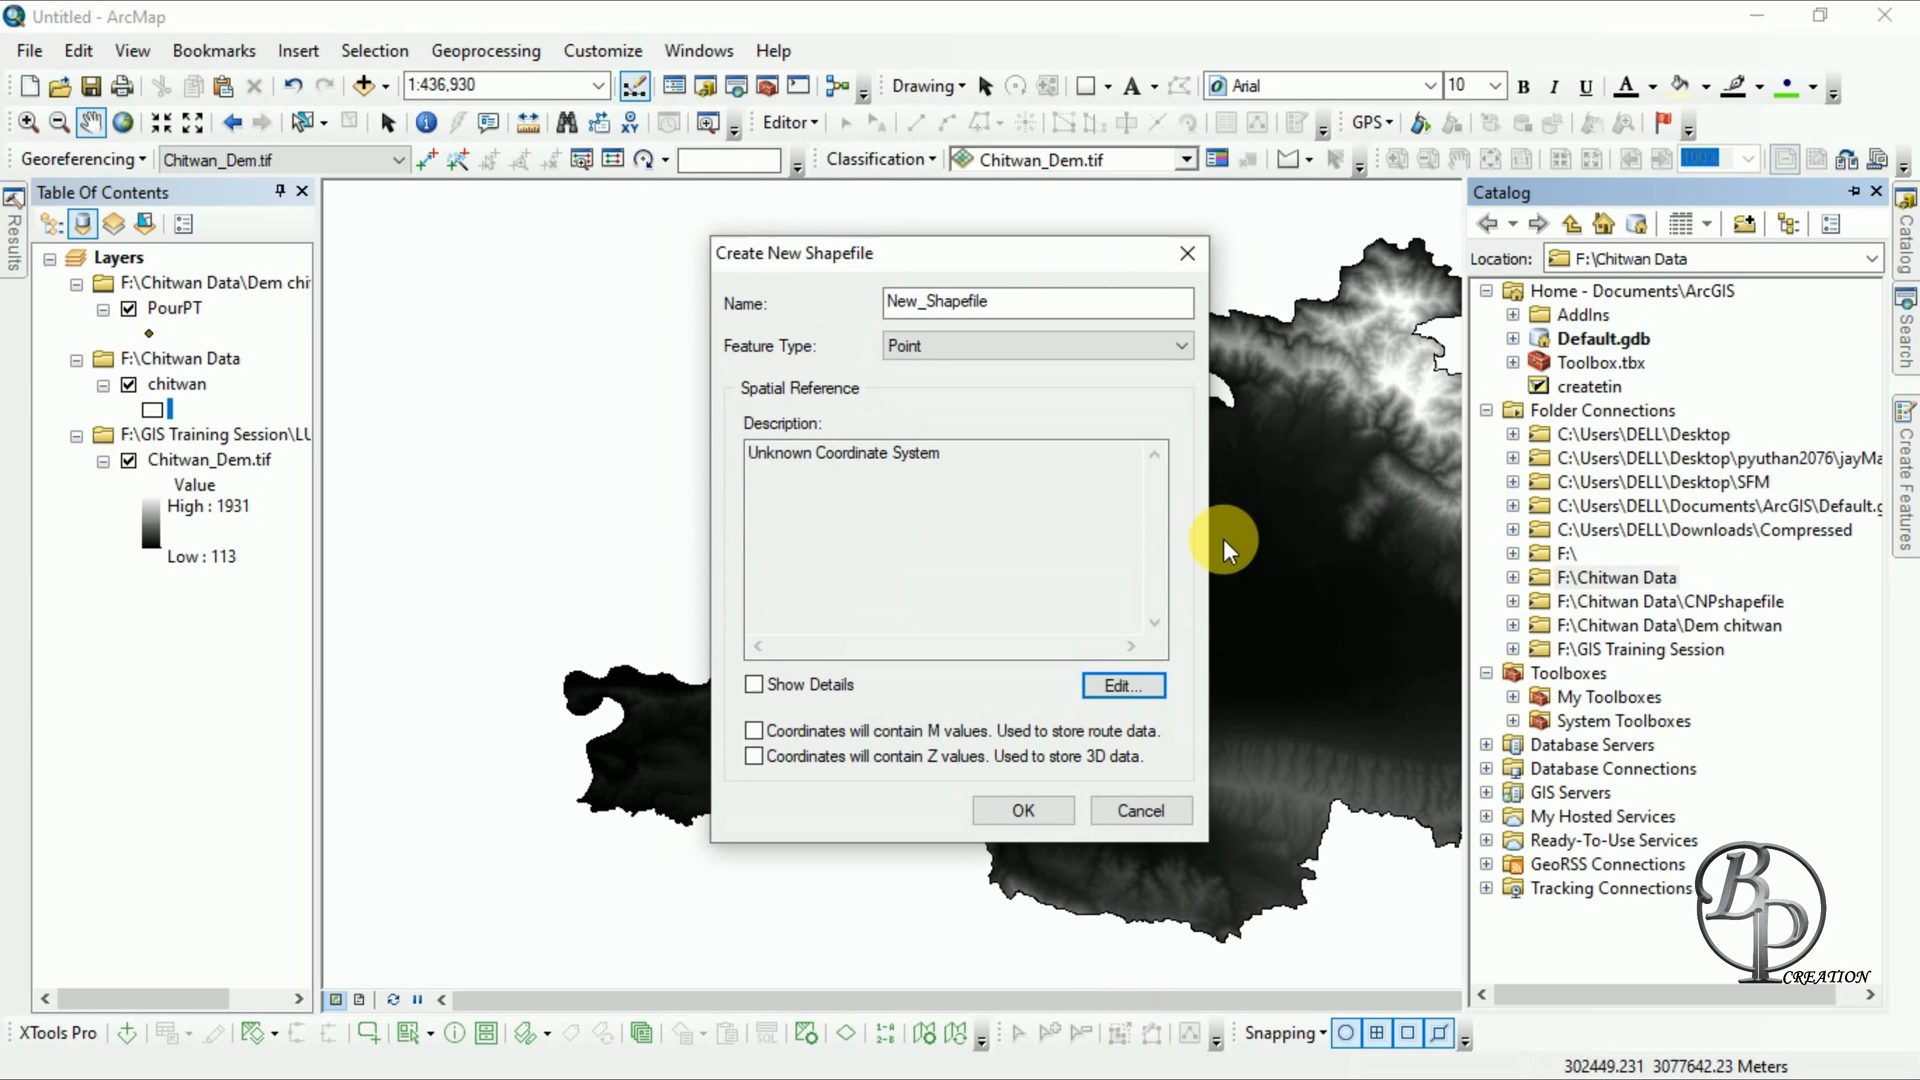 Untitled - ArcMap
File Edit View Bookmarks Insert Selection Geoprocessing Customize Windows Help
1:436,930 Drawing Arial 10 B I U A
Editor GPS
Georeferencing Chitwan_Dem.tif Classification Chitwan_Dem.tif 100%
Results
Table Of Contents
Layers
F:\Chitwan Data\Dem chi
PourPT
F:\Chitwan Data
chitwan
F:\GIS Training Session\LU
Chitwan_Dem.tif
Value
High : 1931
Low : 113
Create New Shapefile
Name: New_Shapefile
Feature Type: Point
Spatial Reference
Description:
Unknown Coordinate System
Show Details
Edit...
Coordinates will contain M values. Used to store route data.
Coordinates will contain Z values. Used to store 3D data.
OK Cancel
Catalog
Location: F:\Chitwan Data
Home - Documents\ArcGIS
AddIns
Default.gdb
Toolbox.tbx
createtin
Folder Connections
C:\Users\DELL\Desktop
C:\Users\DELL\Desktop\pyuthan2076\jayMa
C:\Users\DELL\Desktop\SFM
C:\Users\DELL\Documents\ArcGIS\Default.g
C:\Users\DELL\Downloads\Compressed
F:\
F:\Chitwan Data
F:\Chitwan Data\CNPshapefile
F:\Chitwan Data\Dem chitwan
F:\GIS Training Session
Toolboxes
My Toolboxes
System Toolboxes
Database Servers
Database Connections
GIS Servers
My Hosted Services
Ready-To-Use Services
GeoRSS Connections
Tracking Connections
Catalog
Search
Create Features
BP
CREATION
XTools Pro Snapping
302449.231 3077642.23 Meters